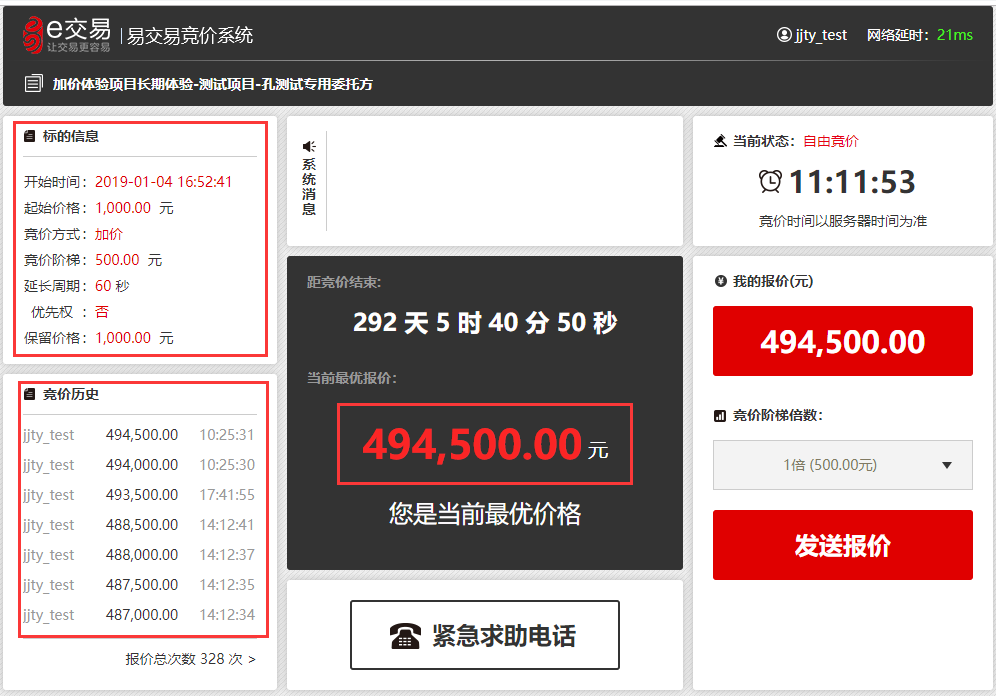 e交易
让交易更容易
易交易竞价系统
jjty_test 网络延时：21ms
加价体验项目长期体验-测试项目-孔测试专用委托方
标的信息
开始时间：2019-01-04 16:52:41
起始价格：1,000.00 元
竞价方式：加价
竞价阶梯：500.00 元
延长周期：60 秒
优先权 ：否
保留价格：1,000.00 元
竞价历史
jjty_test 494,500.00 10:25:31
jjty_test 494,000.00 10:25:30
jjty_test 493,500.00 17:41:55
jjty_test 488,500.00 14:12:41
jjty_test 488,000.00 14:12:37
jjty_test 487,500.00 14:12:35
jjty_test 487,000.00 14:12:34
报价总次数 328 次 >
系统消息
距竞价结束：
292 天 5 时 40 分 50 秒
当前最优报价：
494,500.00 元
您是当前最优价格
紧急求助电话
当前状态：自由竞价
11:11:53
竞价时间以服务器时间为准
我的报价(元)
494,500.00
竞价阶梯倍数：
1倍 (500.00元)
发送报价